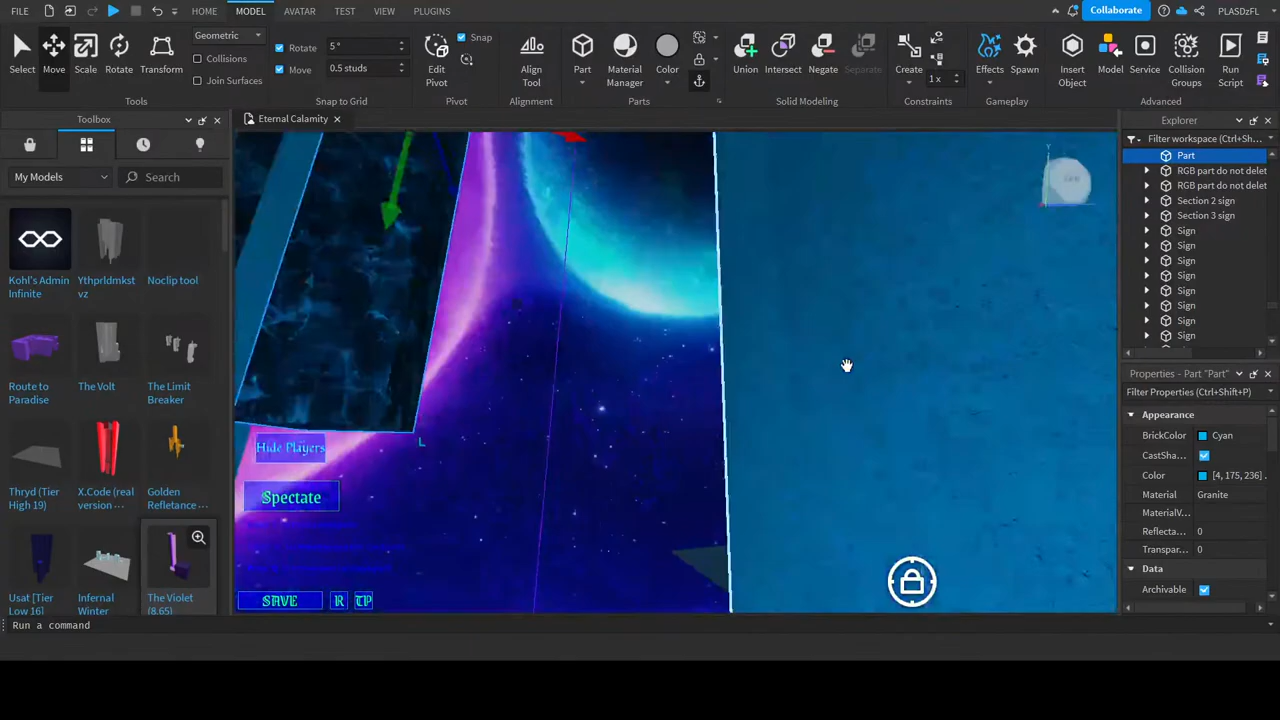 FILE HOME MODEL AVATAR TEST VIEW PLUGINS Collaborate PLASDzFL
Select Move Scale Rotate Transform
Geometric
Collisions
Join Surfaces
Tools
Rotate 5 °
Move 0.5 studs
Snap to Grid
Edit
Pivot
Snap
Pivot
Align
Tool
Alignment
Part Material
Manager
Color
Parts
Union Intersect Negate Separate
Solid Modeling
Create
1 x
Constraints
Effects Spawn
Gameplay
Insert
Object
Model Service Collision
Groups
Run
Script
Advanced
Toolbox
Eternal Calamity
My Models
Search
Kohl's Admin
Infinite
Ythprldmkst
vz
Noclip tool
Route to
Paradise
The Volt
The Limit
Breaker
Thryd (Tier
High 19)
X.Code (real
version ...
Golden
Refletance ...
Usat [Tier
Low 16]
Infernal
Winter
The Violet
(8.65)
L
Hide Players
Spectate
SAVE R TP
Explorer
Filter workspace (Ctrl+Sh...
Part
RGB part do not delet
RGB part do not delet
Section 2 sign
Section 3 sign
Sign
Sign
Sign
Sign
Sign
Sign
Sign
Sign
Properties - Part "Part"
Filter Properties (Ctrl+Shift+P)
Appearance
BrickColor Cyan
CastSha...
Color [4, 175, 236] .
Material Granite
MaterialV...
Reflecta... 0
Transpar... 0
Data
Archivable
Run a command